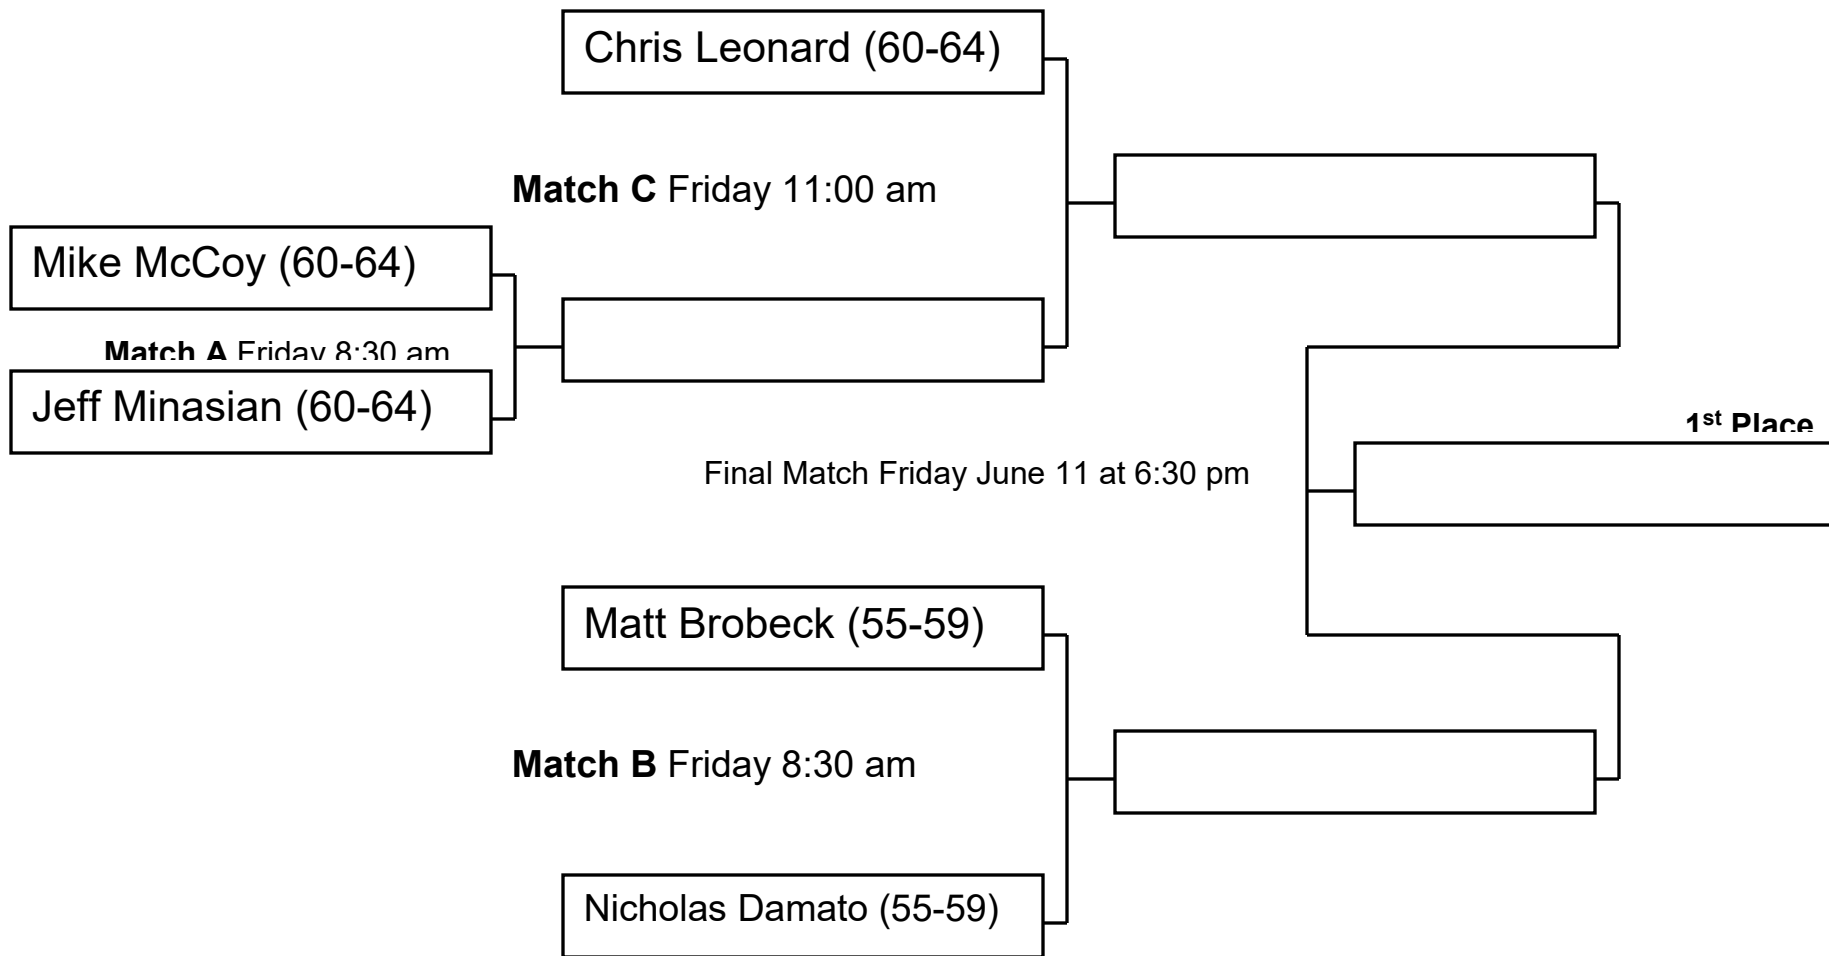 Chris Leonard (60-64)
Match C Friday 11:00 am
Mike McCoy (60-64)
Match A Friday 8:30 am
Jeff Minasian (60-64)
1st Place
Final Match Friday June 11 at 6:30 pm
Matt Brobeck (55-59)
Match B Friday 8:30 am
Nicholas Damato (55-59)